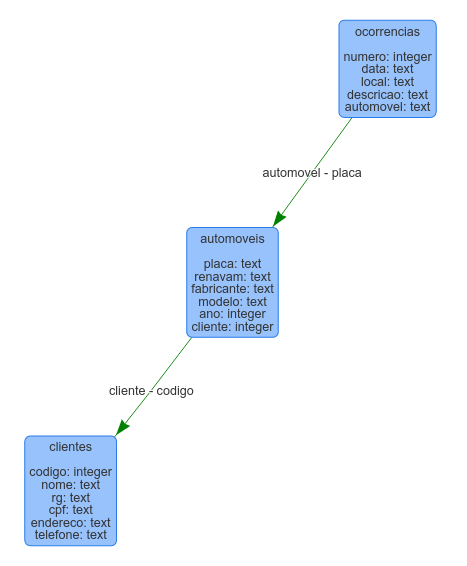 ocorrencias
numero: integer
data: text
local: text
descricao: text
automovel: text
automovel - placa
automoveis
placa: text
renavam: text
fabricante: text
modelo: text
ano: integer
cliente: integer
cliente - codigo
clientes
codigo: integer
nome: text
rg: text
cpf: text
endereco: text
telefone: text